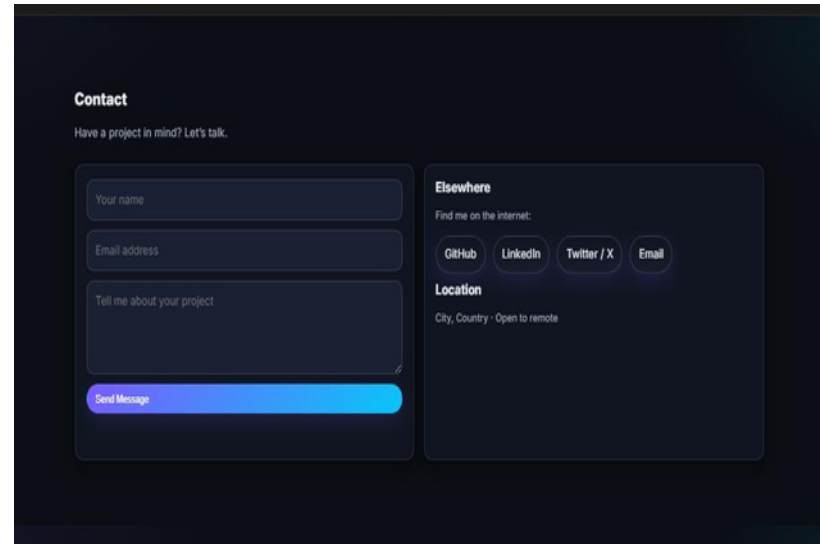 Contact
Have a project in mind? Let's talk.
Your name
Email address
Tell me about your project
Send Message
Elsewhere
Find me on the internet:
GitHub LinkedIn Twitter / X Email
Location
City, Country · Open to remote